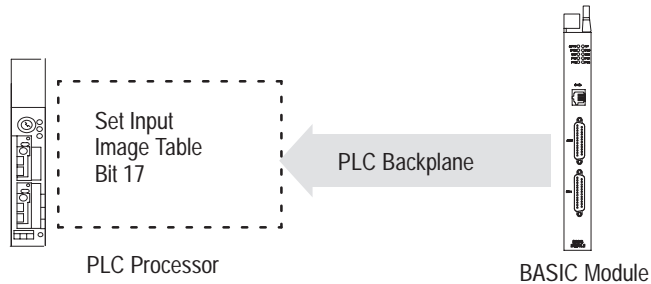 Set Input
Image Table
Bit 17
PLC Backplane
PLC Processor
BASIC Module